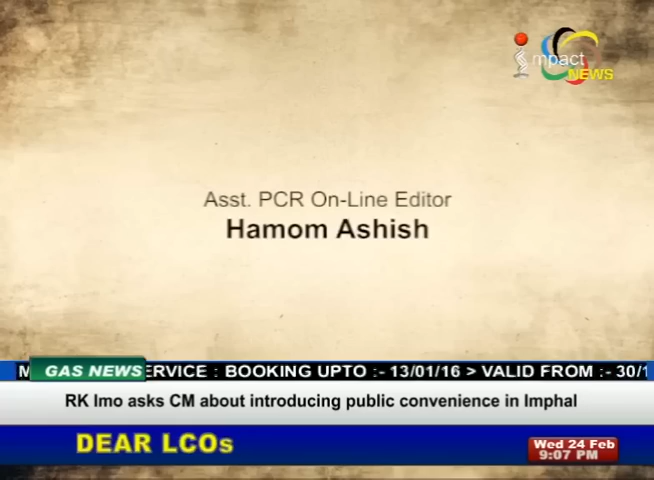 impact
NEWS
Asst. PCR On-Line Editor
Hamom Ashish
GAS NEWS
ERVICE : BOOKING UPTO :- 13/01/16 > VALID FROM :- 30/1
RK Imo asks CM about introducing public convenience in Imphal
DEAR LCOs
Wed 24 Feb
9:07 PM